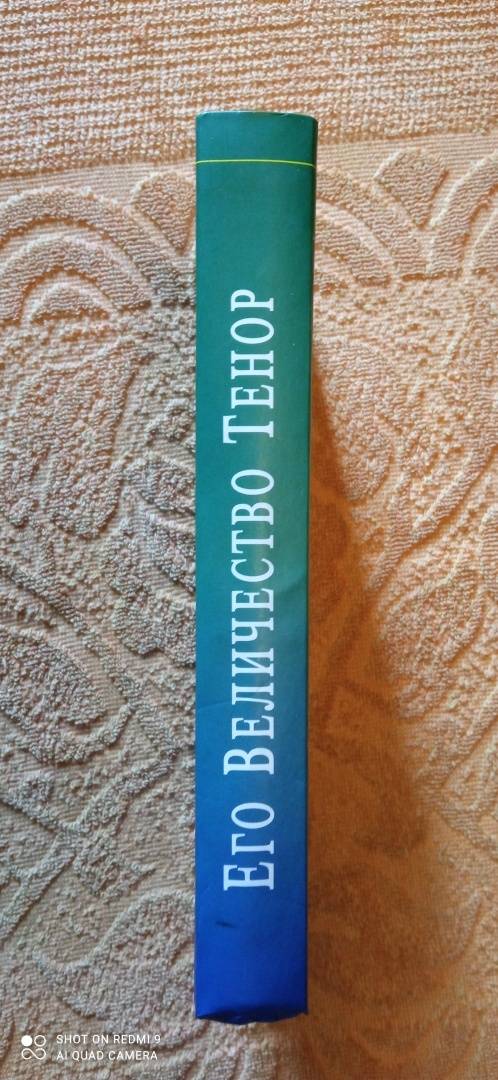 Его Величество Тенор
SHOT ON REDMI 9
AI QUAD CAMERA